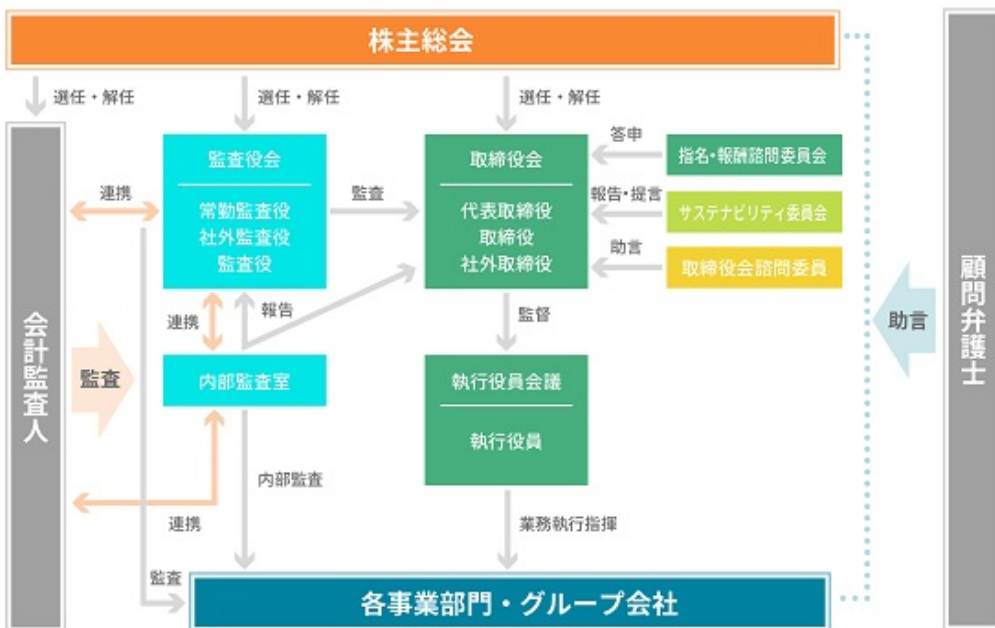 株主総会
選任・解任
選任・解任
選任・解任
監査役会
常勤監査役
社外監査役
監査役
取締役会
代表取締役
取締役
社外取締役
答申
指名・報酬諮問委員会
報告・提言
サステナビリティ委員会
助言
取締役会諮問委員
連携
監査
連携
報告
監督
会計監査人
監査
内部監査室
執行役員会議
執行役員
助言
顧問弁護士
内部監査
連携
業務執行指揮
監査
各事業部門・グループ会社